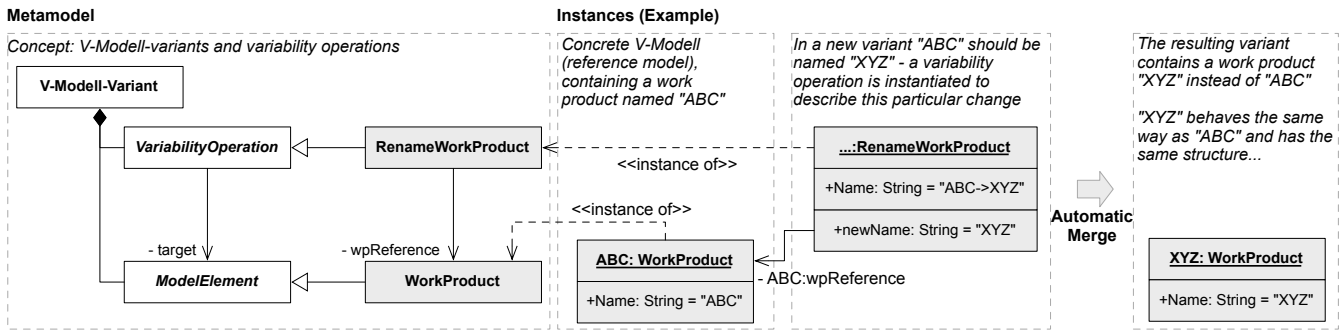 Metamodel
Concept: V-Modell-variants and variability operations
V-Modell-Variant
VariabilityOperation
RenameWorkProduct
- target
- wpReference
ModelElement
WorkProduct
Instances (Example)
Concrete V-Modell
(reference model),
containing a work
product named "ABC"
In a new variant "ABC" should be
named "XYZ" - a variability
operation is instantiated to
describe this particular change
<<instance of>>
<<instance of>>
...:RenameWorkProduct
+Name: String = "ABC->XYZ"
+newName: String = "XYZ"
ABC: WorkProduct
+Name: String = "ABC"
- ABC:wpReference
Automatic
Merge
The resulting variant
contains a work product
"XYZ" instead of "ABC"
"XYZ" behaves the same
way as "ABC" and has the
same structure...
XYZ: WorkProduct
+Name: String = "XYZ"